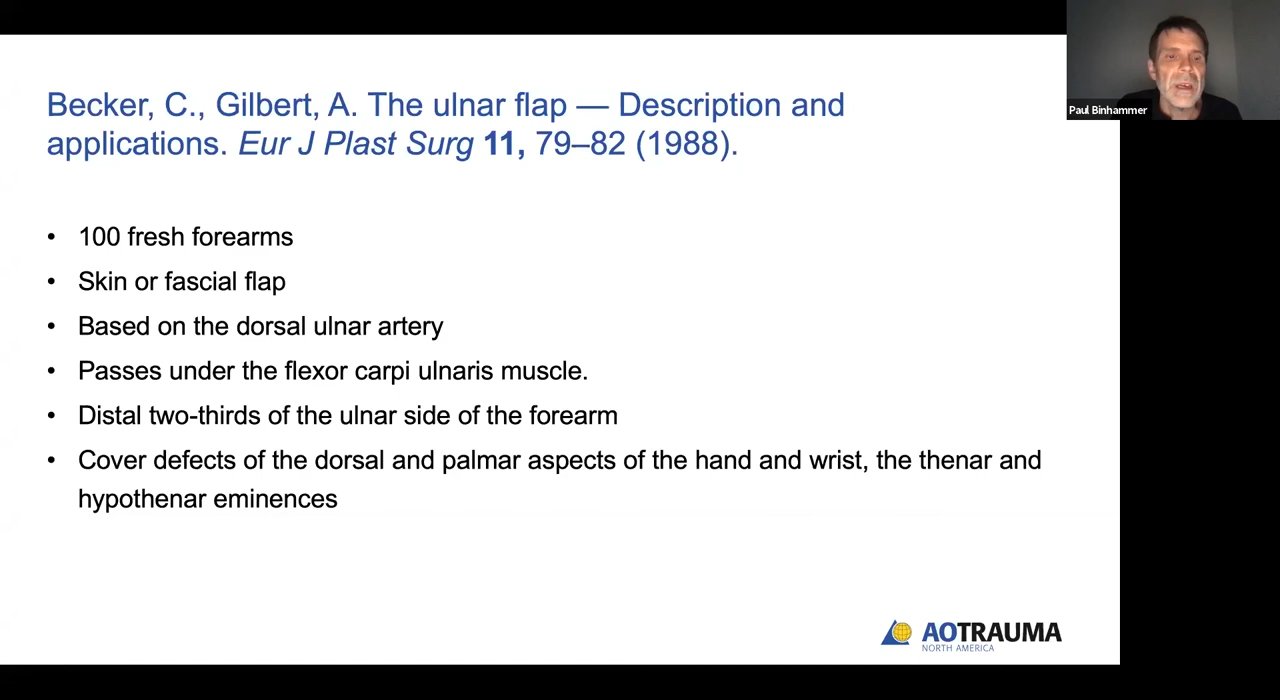 Becker, C., Gilbert, A. The ulnar flap — Description and
applications. Eur J Plast Surg 11, 79–82 (1988).
Paul Binhammer
• 100 fresh forearms
• Skin or fascial flap
• Based on the dorsal ulnar artery
• Passes under the flexor carpi ulnaris muscle.
• Distal two-thirds of the ulnar side of the forearm
• Cover defects of the dorsal and palmar aspects of the hand and wrist, the thenar and
hypothenar eminences
AOTRAUMA
NORTH AMERICA